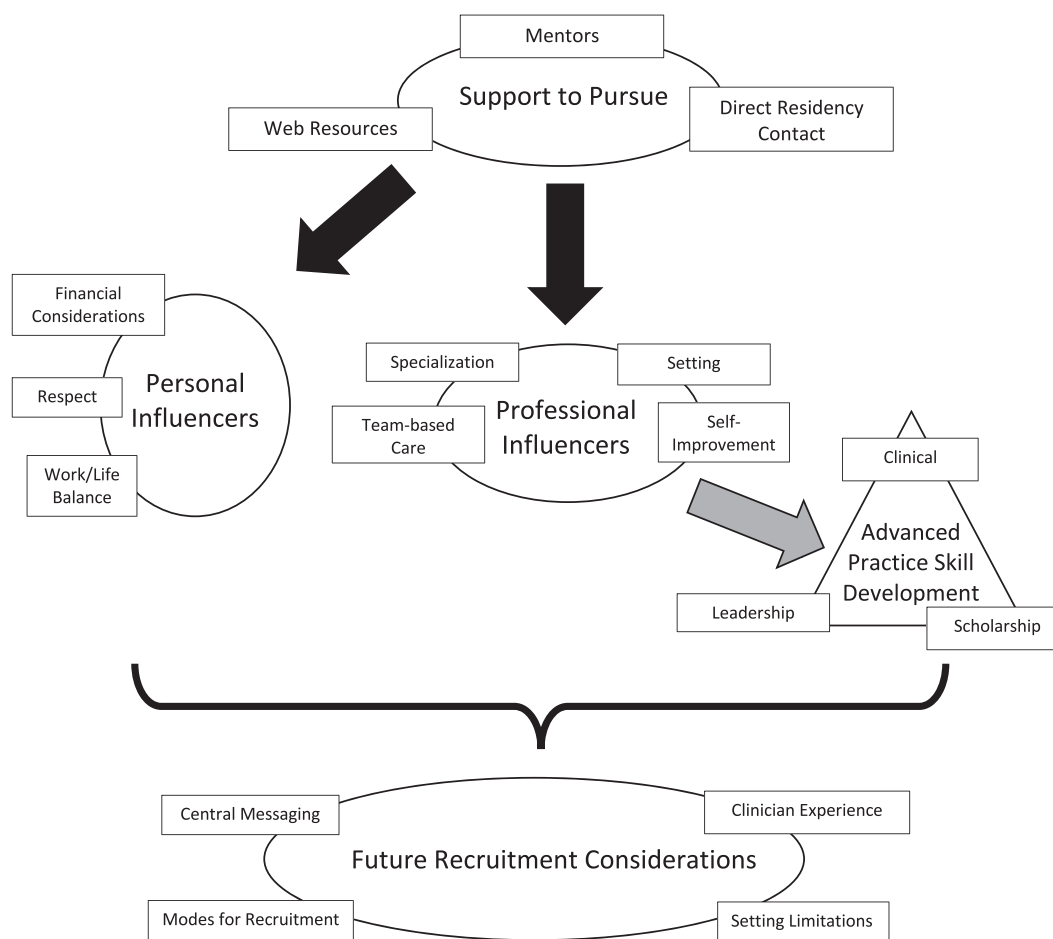 Mentors
Support to Pursue
Web Resources
Direct Residency
Contact
Financial
Considerations
Respect
Work/Life
Balance
Personal
Influencers
Specialization
Setting
Team-based
Care
Professional
Influencers
Self-
Improvement
Clinical
Advanced
Practice Skill
Development
Leadership
Scholarship
Central Messaging
Clinician Experience
Future Recruitment Considerations
Modes for Recruitment
Setting Limitations